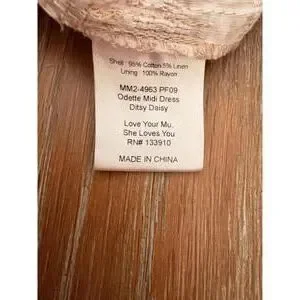 Shell : 95% Cotton 5% Linen
Lining : 100% Rayon
MM2-4963 PF09
Odette Midi Dress
Ditsy Daisy
Love Your Mu,
She Loves You
RN# 133910
MADE IN CHINA